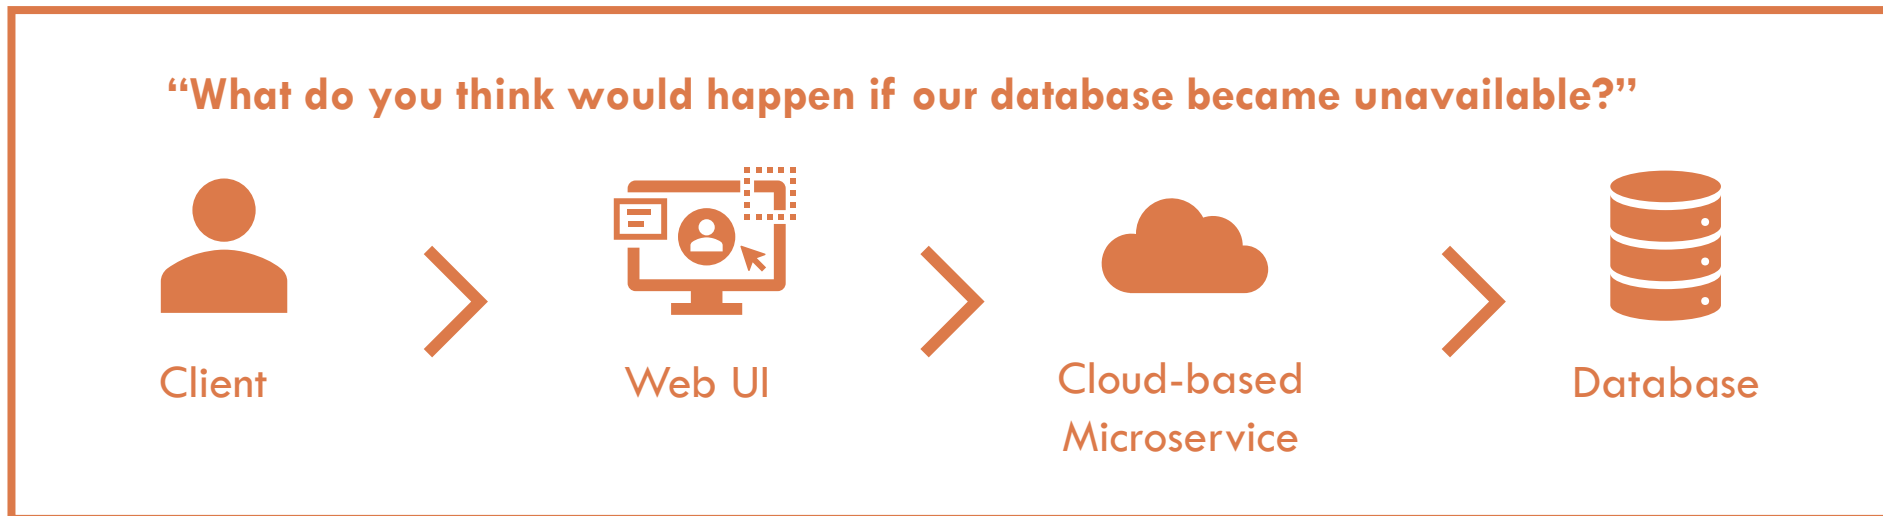 “What do you think would happen if our database became unavailable?”
Client
Web UI
Cloud-based
Microservice
Database